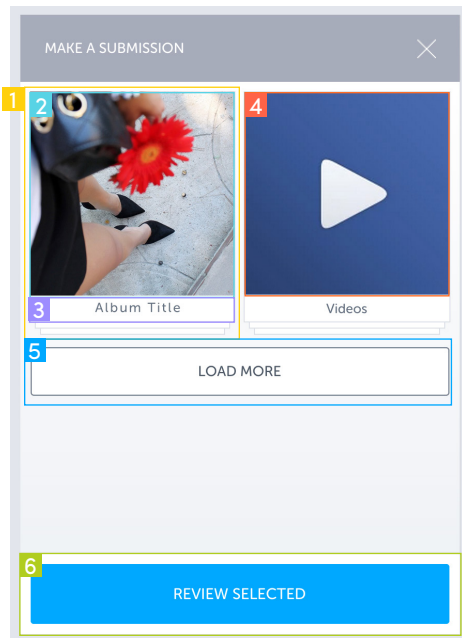 MAKE A SUBMISSION
1
2
4
3
Album Title
Videos
5
LOAD MORE
6
REVIEW SELECTED